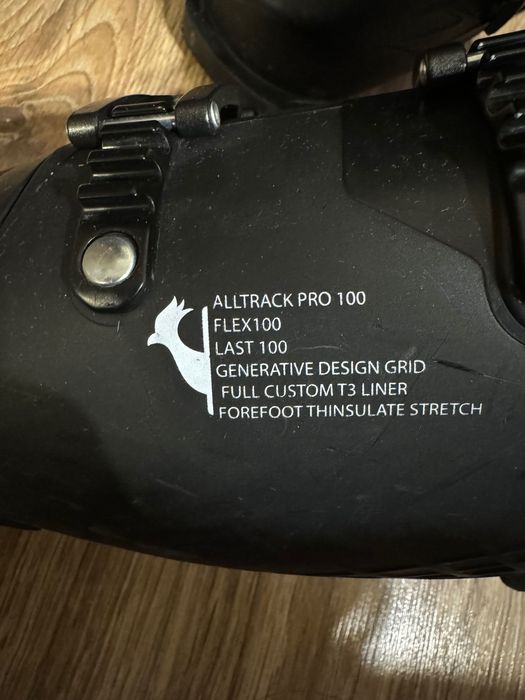 ALLTRACK PRO 100
FLEX100
LAST 100
GENERATIVE DESIGN GRID
FULL CUSTOM T3 LINER
FOREFOOT THINSULATE STRETCH